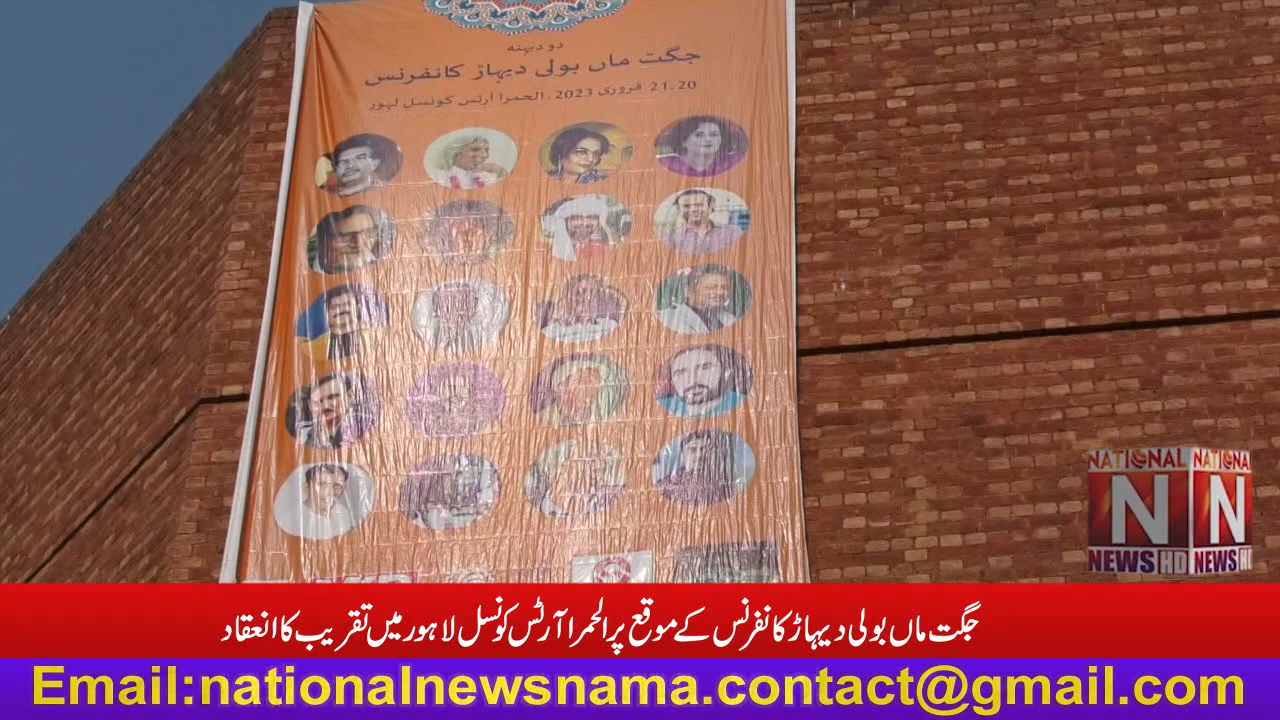 دو دیہنہ
جگت ماں بولی دیہاڑ کانفرنس
21,20 فروری 2023، الحمرا آرٹس کونسل لہور
NATIONAL NATIONAL
N N
NEWS HD NEWS HD
جگت ماں بولی دیہاڑ کانفرنس کے موقع پر الحمرا آرٹس کونسل لاہور میں تقریب کا انعقاد
Email:nationalnewsnama.contact@gmail.com